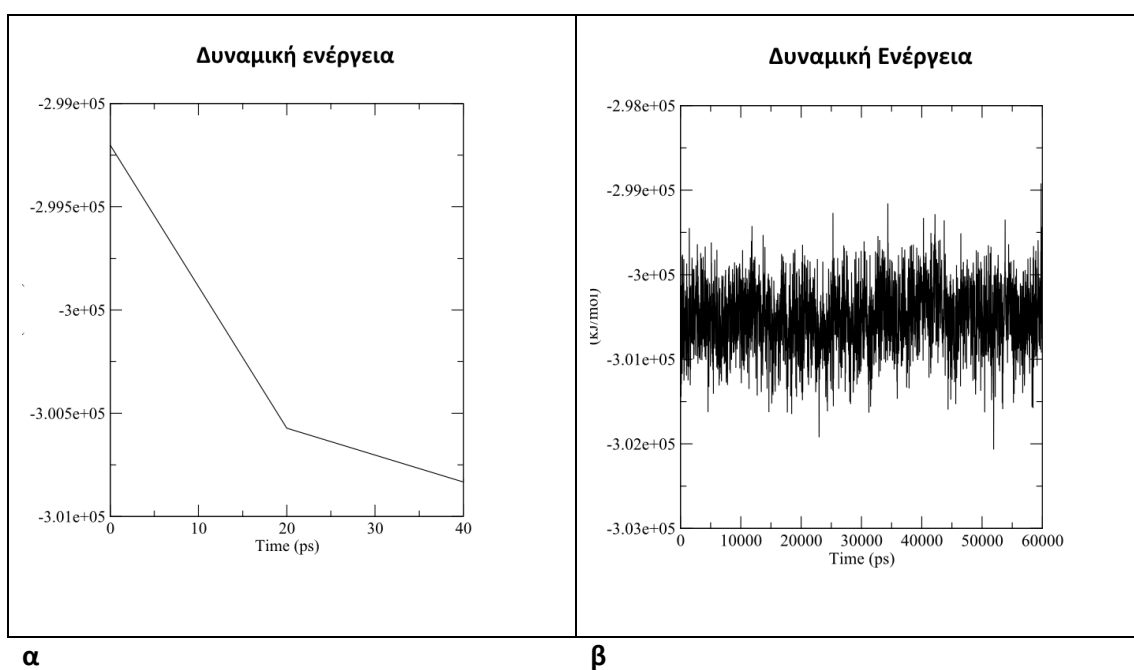 Δυναμική ενέργεια
-2.99e+05
-2.995e+05
-3e+05
-3.005e+05
-3.01e+05
0 10 20 30 40
Time (ps)
Δυναμική Ενέργεια
-2.98e+05
-2.99e+05
-3e+05
(kJ/mol)
-3.01e+05
-3.02e+05
-3.03e+05
0 10000 20000 30000 40000 50000 60000
Time (ps)
α
β